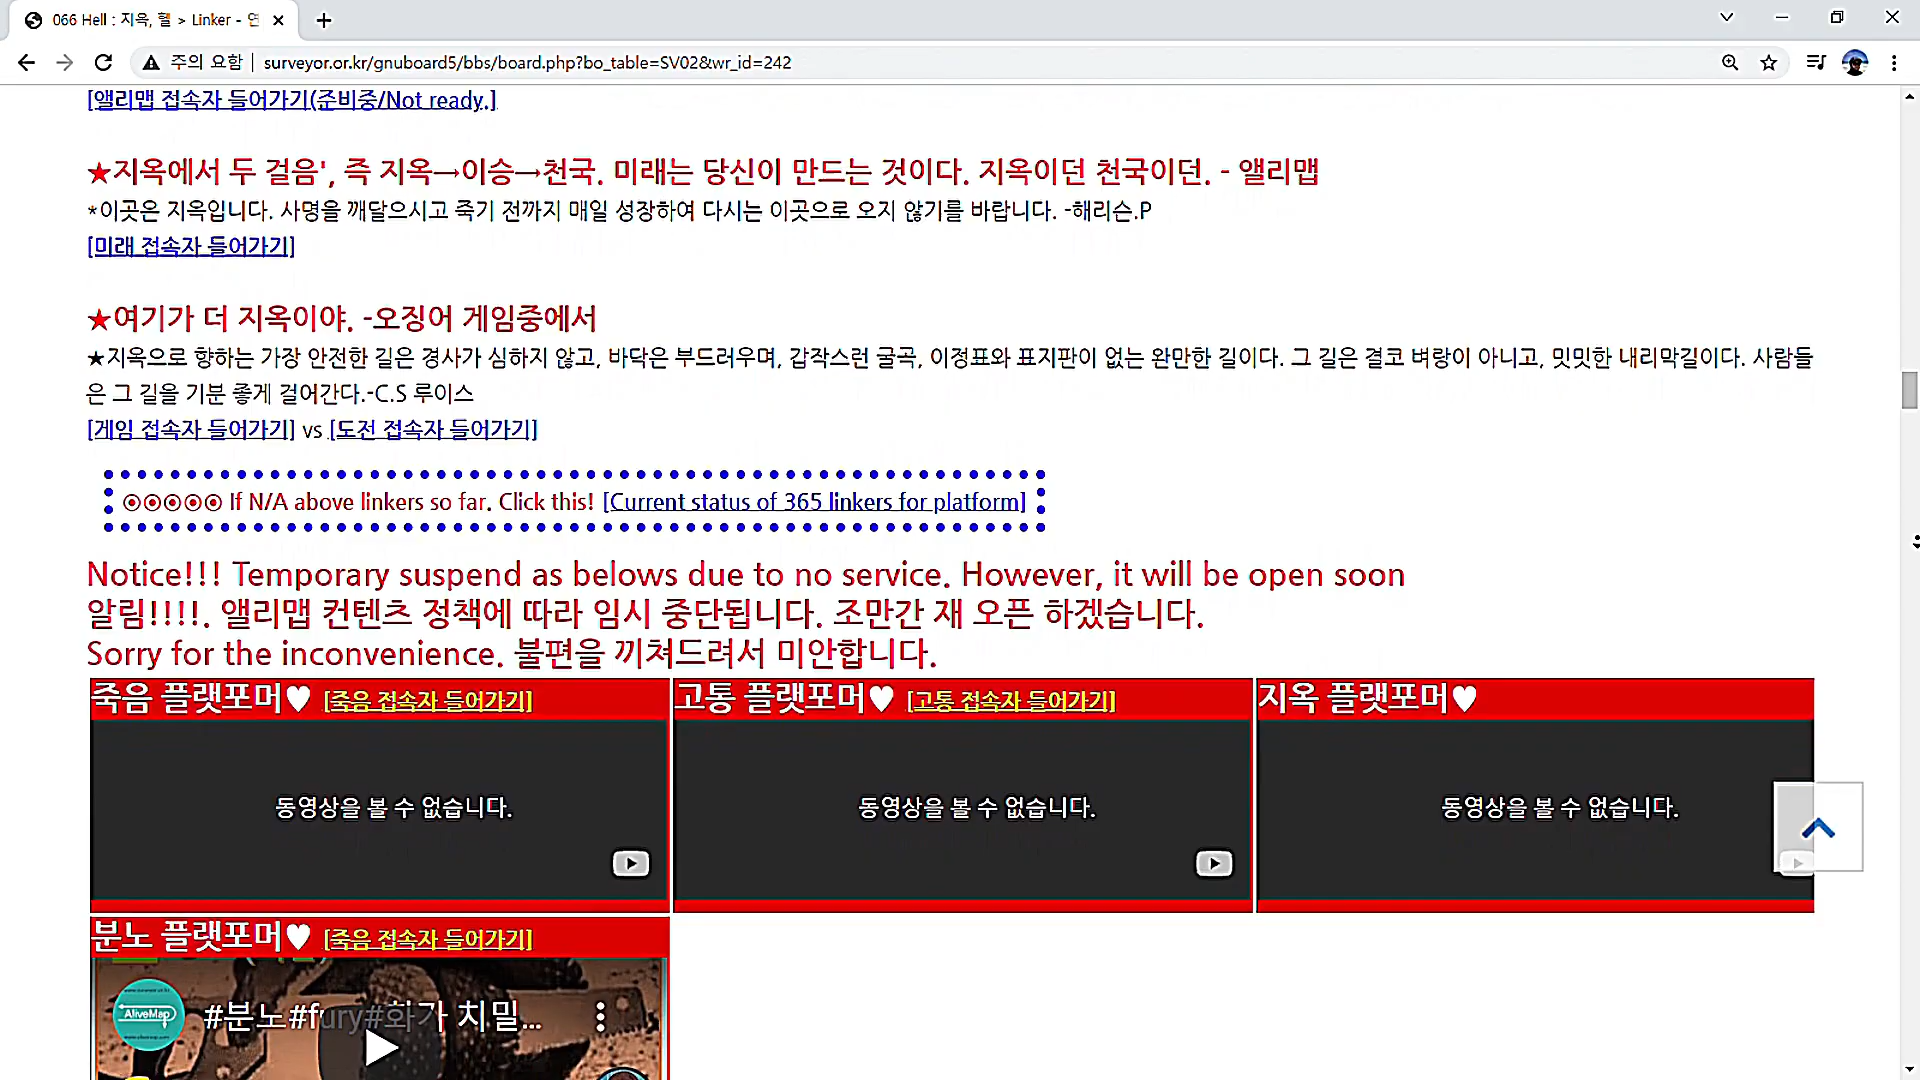 066 Hell : 지옥, 헬 > Linker - 연
주의 요함 | surveyor.or.kr/gnuboard5/bbs/board.php?bo_table=SV02&wr_id=242
[앨리맵 접속자 들어가기(준비중/Not ready.]
★지옥에서 두 걸음', 즉 지옥→이승→천국. 미래는 당신이 만드는 것이다. 지옥이던 천국이던. - 앨리맵
*이곳은 지옥입니다. 사명을 깨달으시고 죽기 전까지 매일 성장하여 다시는 이곳으로 오지 않기를 바랍니다. -해리슨.P
[미래 접속자 들어가기]
★여기가 더 지옥이야. -오징어 게임중에서
★지옥으로 향하는 가장 안전한 길은 경사가 심하지 않고, 바닥은 부드러우며, 갑작스런 굴곡, 이정표와 표지판이 없는 완만한 길이다. 그 길은 결코 벼랑이 아니고, 밋밋한 내리막길이다. 사람들
은 그 길을 기분 좋게 걸어간다.-C.S 루이스
[게임 접속자 들어가기] vs [도전 접속자 들어가기]
⦿⦿⦿⦿⦿ If N/A above linkers so far. Click this! [Current status of 365 linkers for platform]
Notice!!! Temporary suspend as belows due to no service. However, it will be open soon
알림!!!!. 앨리맵 컨텐츠 정책에 따라 임시 중단됩니다. 조만간 재 오픈 하겠습니다.
Sorry for the inconvenience. 불편을 끼쳐드려서 미안합니다.
죽음 플랫포머♥ [죽음 접속자 들어가기]
고통 플랫포머♥ [고통 접속자 들어가기]
지옥 플랫포머♥
동영상을 볼 수 없습니다.
동영상을 볼 수 없습니다.
동영상을 볼 수 없습니다.
분노 플랫포머♥ [죽음 접속자 들어가기]
AliveMap
#분노#fury#화가 치밀...